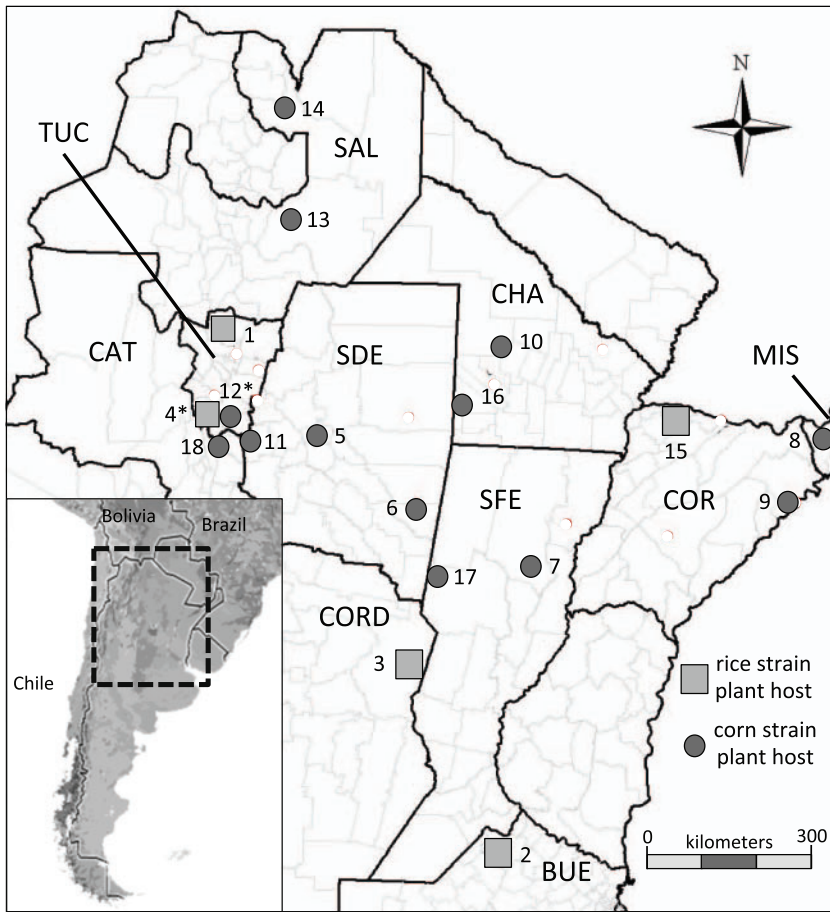 N
14
TUC
SAL
13
CHA
1
10
CAT
SDE
MIS
12*
16
4*
5
8
18
11
15
6
SFE
COR
9
Bolivia
Brazil
17
7
CORD
3
rice strain
plant host
Chile
corn strain
plant host
0
kilometers
300
2
BUE